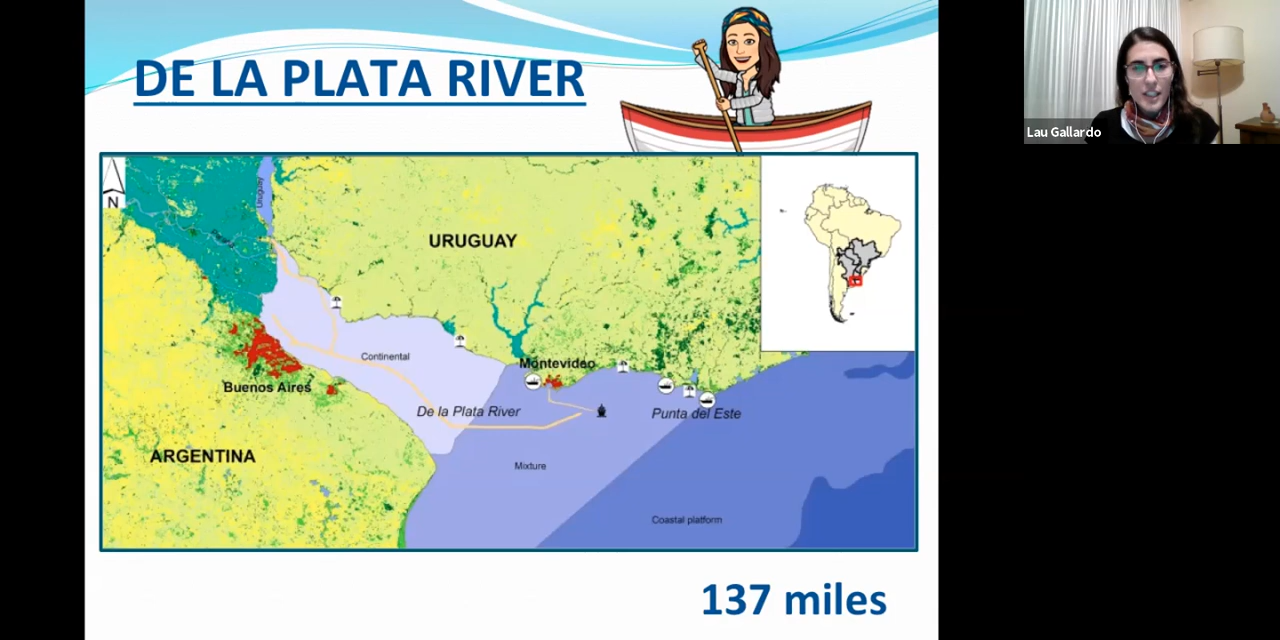 DE LA PLATA RIVER
Lau Gallardo
N
Uruguay
URUGUAY
Continental
Montevideo
Buenos Aires
De la Plata River
Punta del Este
ARGENTINA
Mixture
Coastal platform
137 miles